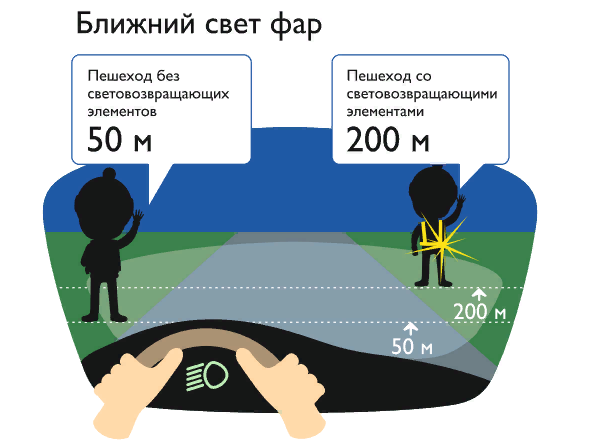 Ближний свет фар
Пешеход без
световозвращающих
элементов
50 м
Пешеход со
световозвращающими
элементами
200 м
200 м
50 м